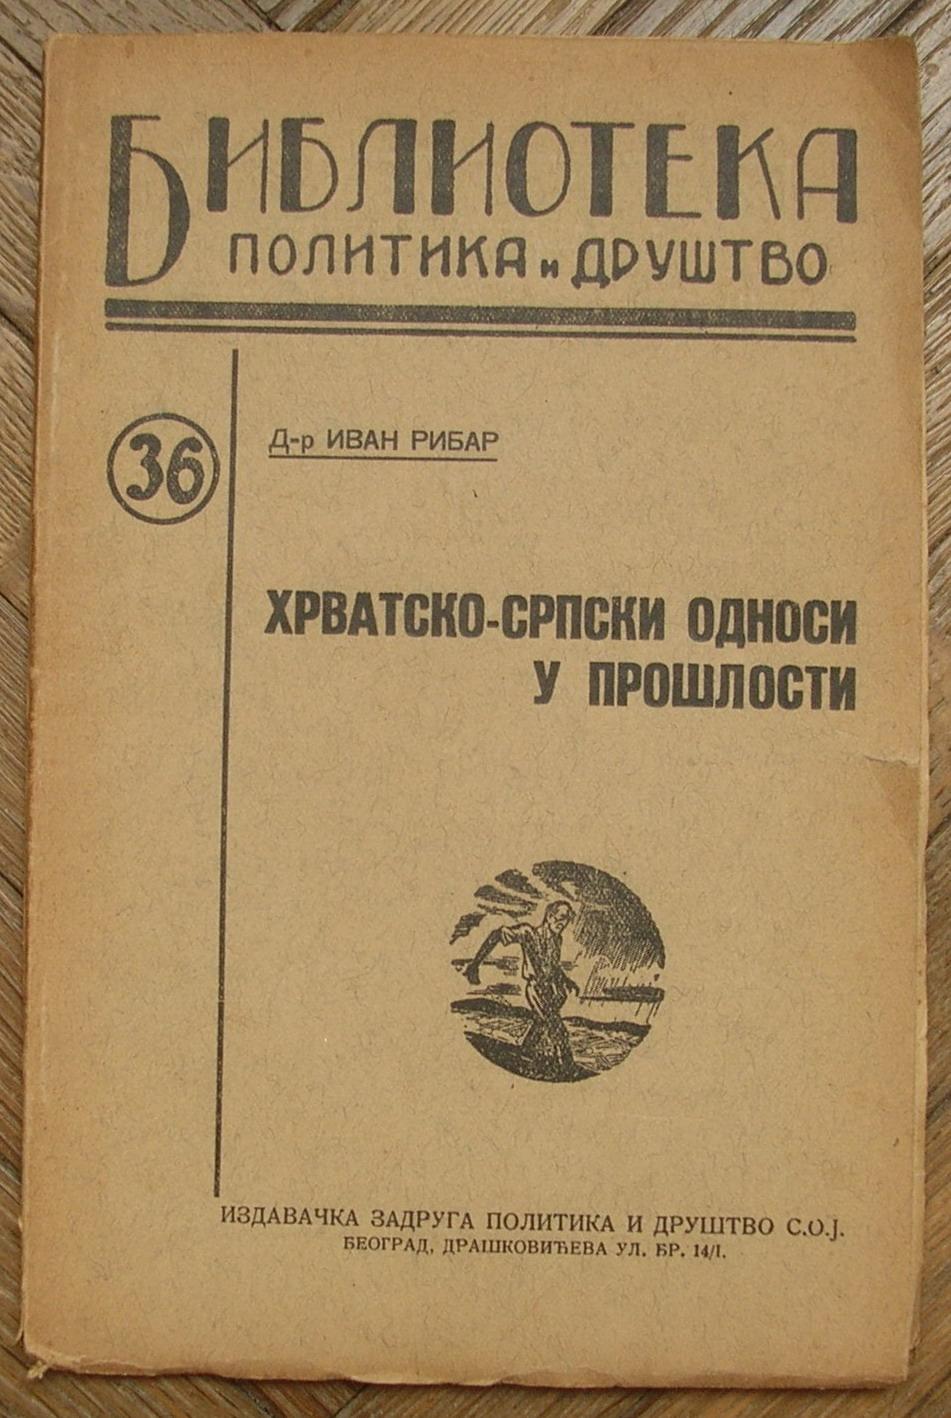 БИБЛИОТЕКА
ПОЛИТИКА и ДРУШТВО
36
Д-р ИВАН РИБАР
ХРВАТСКО-СРПСКИ ОДНОСИ
У ПРОШЛОСТИ
ИЗДАВАЧКА ЗАДРУГА ПОЛИТИКА И ДРУШТВО С.О.Ј.
БЕОГРАД, ДРАШКОВИЋЕВА УЛ. БР. 14/I.